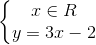 { x ∈ R
y = 3x − 2